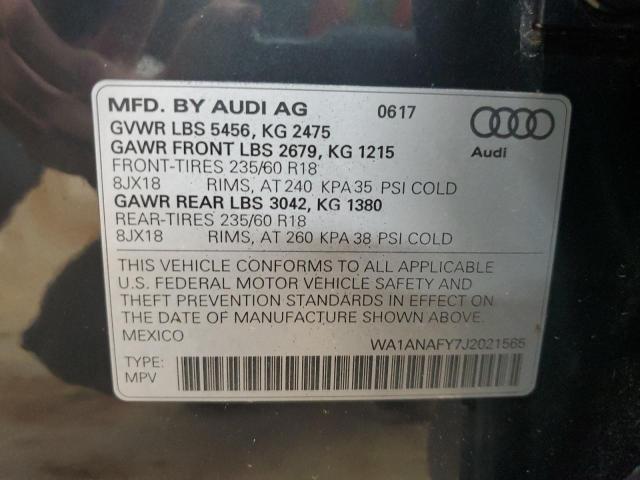 MFD. BY AUDI AG 0617
GVWR LBS 5456, KG 2475
GAWR FRONT LBS 2679, KG 1215
FRONT-TIRES 235/60 R18
8JX18 RIMS, AT 240 KPA 35 PSI COLD
GAWR REAR LBS 3042, KG 1380
REAR-TIRES 235/60 R18
8JX18 RIMS, AT 260 KPA 38 PSI COLD
Audi
THIS VEHICLE CONFORMS TO ALL APPLICABLE
U.S. FEDERAL MOTOR VEHICLE SAFETY AND
THEFT PREVENTION STANDARDS IN EFFECT ON
THE DATE OF MANUFACTURE SHOWN ABOVE.
MEXICO WA1ANAFY7J2021565
TYPE:
MPV